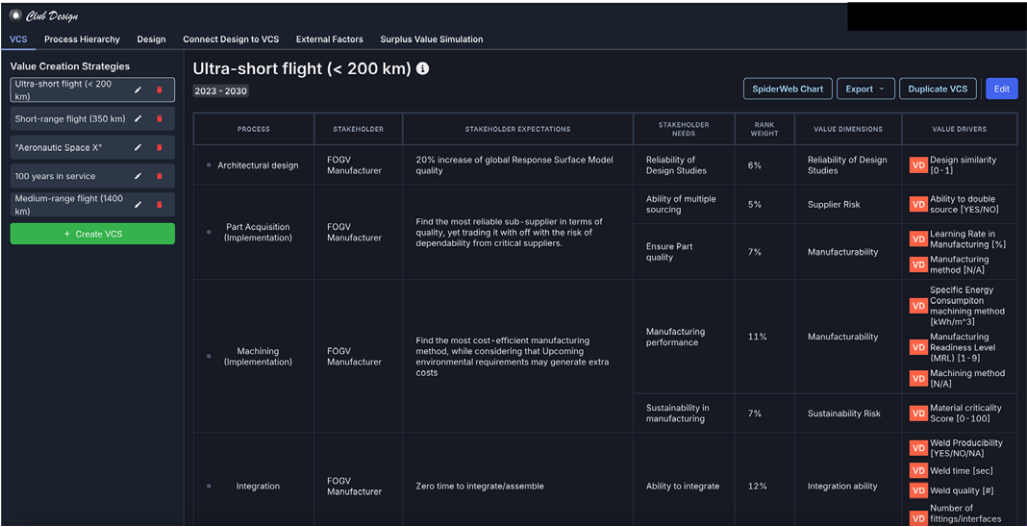 Club Design
VCS Process Hierarchy Design Connect Design to VCS External Factors Surplus Value Simulation
Value Creation Strategies
Ultra-short flight (< 200
km)
Short-range flight (350 km)
"Aeronautic Space X"
100 years in service
Medium-range flight (1400
km)
+ Create VCS
Ultra-short flight (< 200 km)
2023 - 2030
SpiderWeb Chart Export Duplicate VCS Edit
PROCESS STAKEHOLDER STAKEHOLDER EXPECTATIONS STAKEHOLDER NEEDS RANK WEIGHT VALUE DIMENSIONS VALUE DRIVERS
Architectural design
FOGV
Manufacturer
20% increase of global Response Surface Model
quality
Reliability of
Design Studies
6%
Reliability of Design
Studies
VD Design similarity
[0-1]
Part Acquisition
(Implementation)
FOGV
Manufacturer
Find the most reliable sub-supplier in terms of
quality, yet trading it with off with the risk of
dependability from critical suppliers.
Ability of multiple
sourcing
5%
Supplier Risk
VD Ability to double
source [YES/NO]
Ensure Part
quality
7%
Manufacturability
VD Learning Rate in
Manufacturing [%]
VD Manufacturing
method [N/A]
Machining
(Implementation)
FOGV
Manufacturer
Find the most cost-efficient manufacturing
method, while considering that Upcoming
environmental requirements may generate extra
costs
Manufacturing
performance
11%
Manufacturability
VD Specific Energy
Consumpiton
machining method
[kWh/m^3]
VD Manufacturing
Readiness Level
(MRL) [1-9]
VD Machining method
[N/A]
Sustainability in
manufacturing
7%
Sustainability Risk
VD Material criticality
Score [0-100]
Integration
FOGV
Manufacturer
Zero time to integrate/assemble
Ability to integrate
12%
Integration ability
VD Weld Producibility
[YES/NO/NA]
VD Weld time [sec]
VD Weld quality [#]
VD Number of
fittings/interfaces